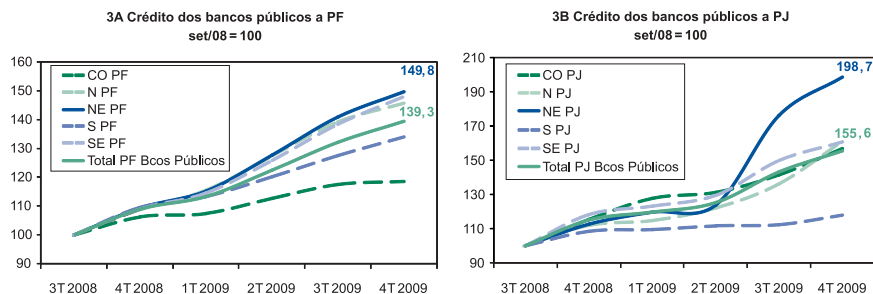 3A Crédito dos bancos públicos a PF
set/08 = 100
160
150
140
130
120
110
100
90
CO PF
N PF
NE PF
S PF
SE PF
Total PF Bcos Públicos
149,8
139,3
3T 2008 4T 2008 1T 2009 2T 2009 3T 2009 4T 2009
3B Crédito dos bancos públicos a PJ
set/08 = 100
210
190
170
150
130
110
90
CO PJ
N PJ
NE PJ
S PJ
SE PJ
Total PJ Bcos Públicos
198,7
155,6
3T 2008 4T 2008 1T 2009 2T 2009 3T 2009 4T 2009